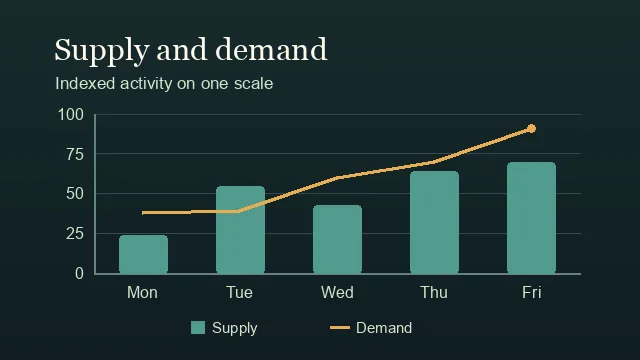 Supply and demand
Indexed activity on one scale
100
75
50
25
0
Mon Tue Wed Thu Fri
Supply Demand